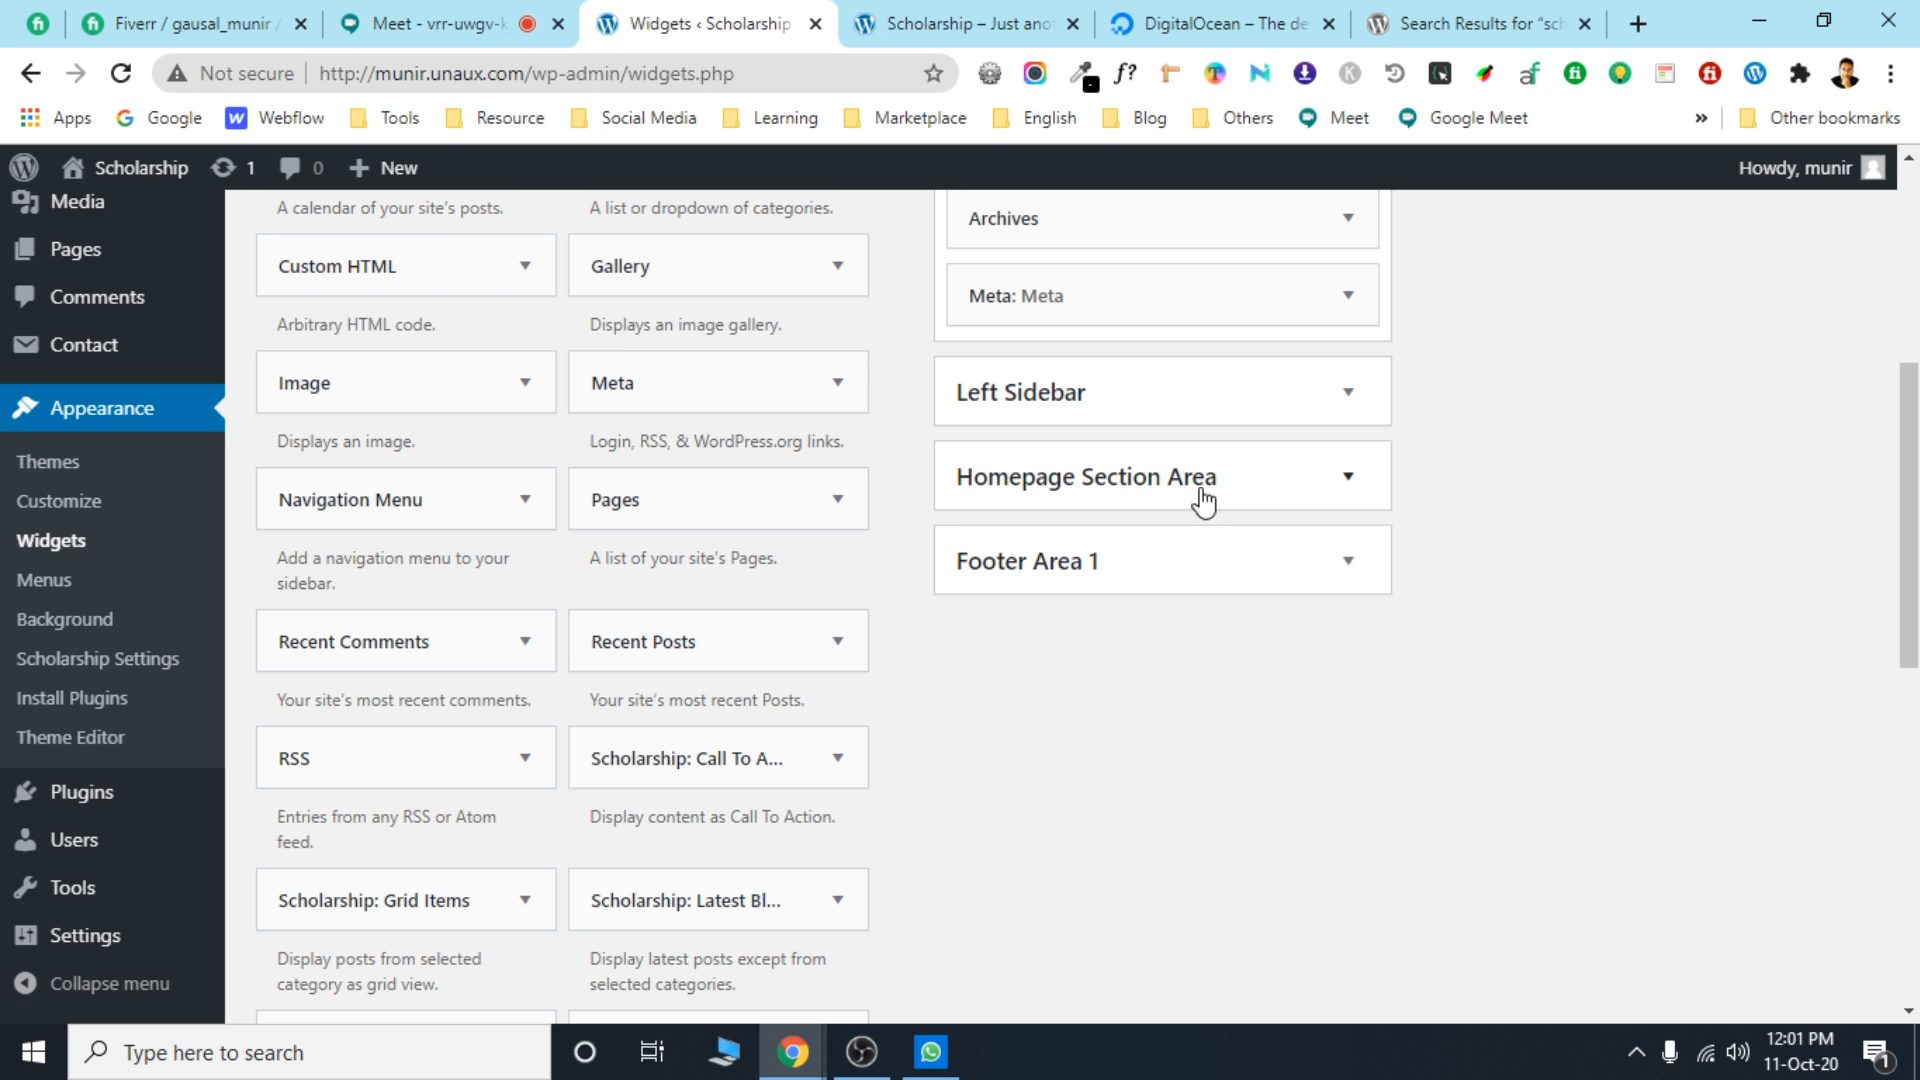 Fiverr / gausal_munir /
Meet - vrr-uwgv-k
Widgets ‹ Scholarship
Scholarship – Just ano
DigitalOcean – The de
Search Results for "sch
Not secure
http://munir.unaux.com/wp-admin/widgets.php
Apps
Google
Webflow
Tools
Resource
Social Media
Learning
Marketplace
English
Blog
Others
Meet
Google Meet
»
Other bookmarks
Scholarship
1
0
New
Howdy, munir
Media
Pages
Comments
Contact
Appearance
Themes
Customize
Widgets
Menus
Background
Scholarship Settings
Install Plugins
Theme Editor
Plugins
Users
Tools
Settings
Collapse menu
A calendar of your site's posts.
A list or dropdown of categories.
Custom HTML
Gallery
Arbitrary HTML code.
Displays an image gallery.
Image
Meta
Displays an image.
Login, RSS, & WordPress.org links.
Navigation Menu
Pages
Add a navigation menu to your
sidebar.
A list of your site's Pages.
Recent Comments
Recent Posts
Your site's most recent comments.
Your site's most recent Posts.
RSS
Scholarship: Call To A...
Entries from any RSS or Atom
feed.
Display content as Call To Action.
Scholarship: Grid Items
Scholarship: Latest Bl...
Display posts from selected
category as grid view.
Display latest posts except from
selected categories.
Archives
Meta: Meta
Left Sidebar
Homepage Section Area
Footer Area 1
Type here to search
12:01 PM
11-Oct-20
1